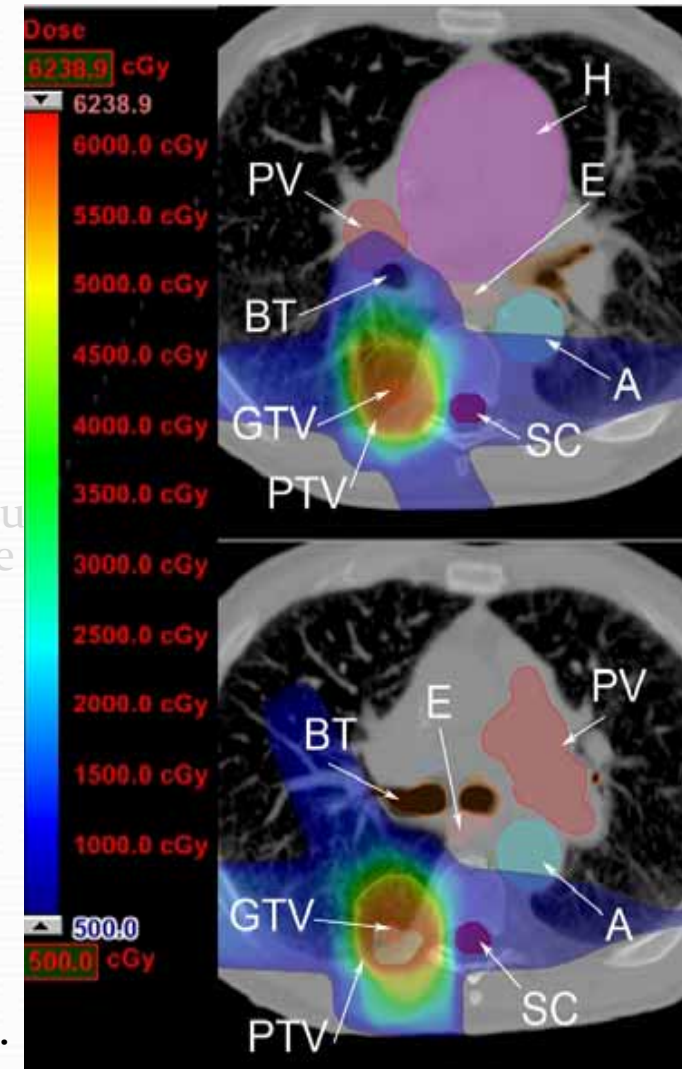 Dose
6238.9 cGy
6238.9
6000.0 cGy
5500.0 cGy
5000.0 cGy
4500.0 cGy
4000.0 cGy
3500.0 cGy
3000.0 cGy
2500.0 cGy
2000.0 cGy
1500.0 cGy
1000.0 cGy
500.0
500.0 cGy
H
PV
E
BT
A
GTV
SC
PTV
PV
E
BT
GTV
A
SC
PTV
u
e
.